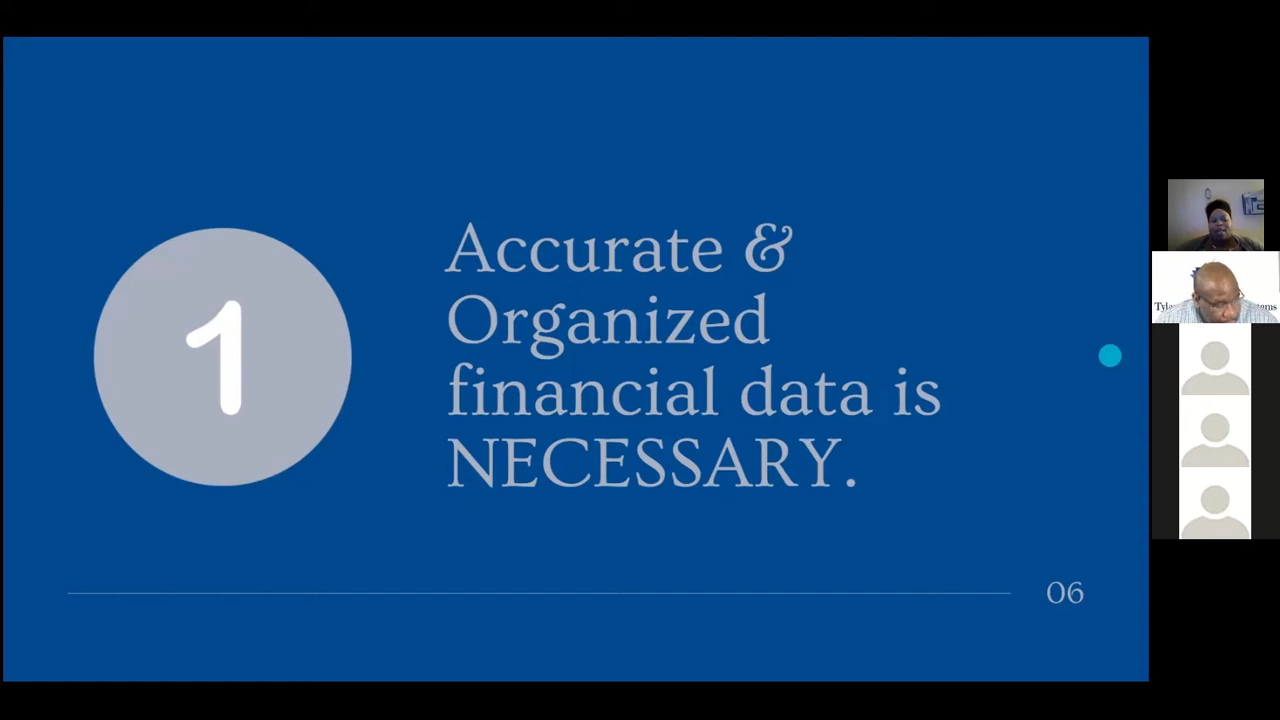 1
Accurate &
Organized
financial data is
NECESSARY.
06